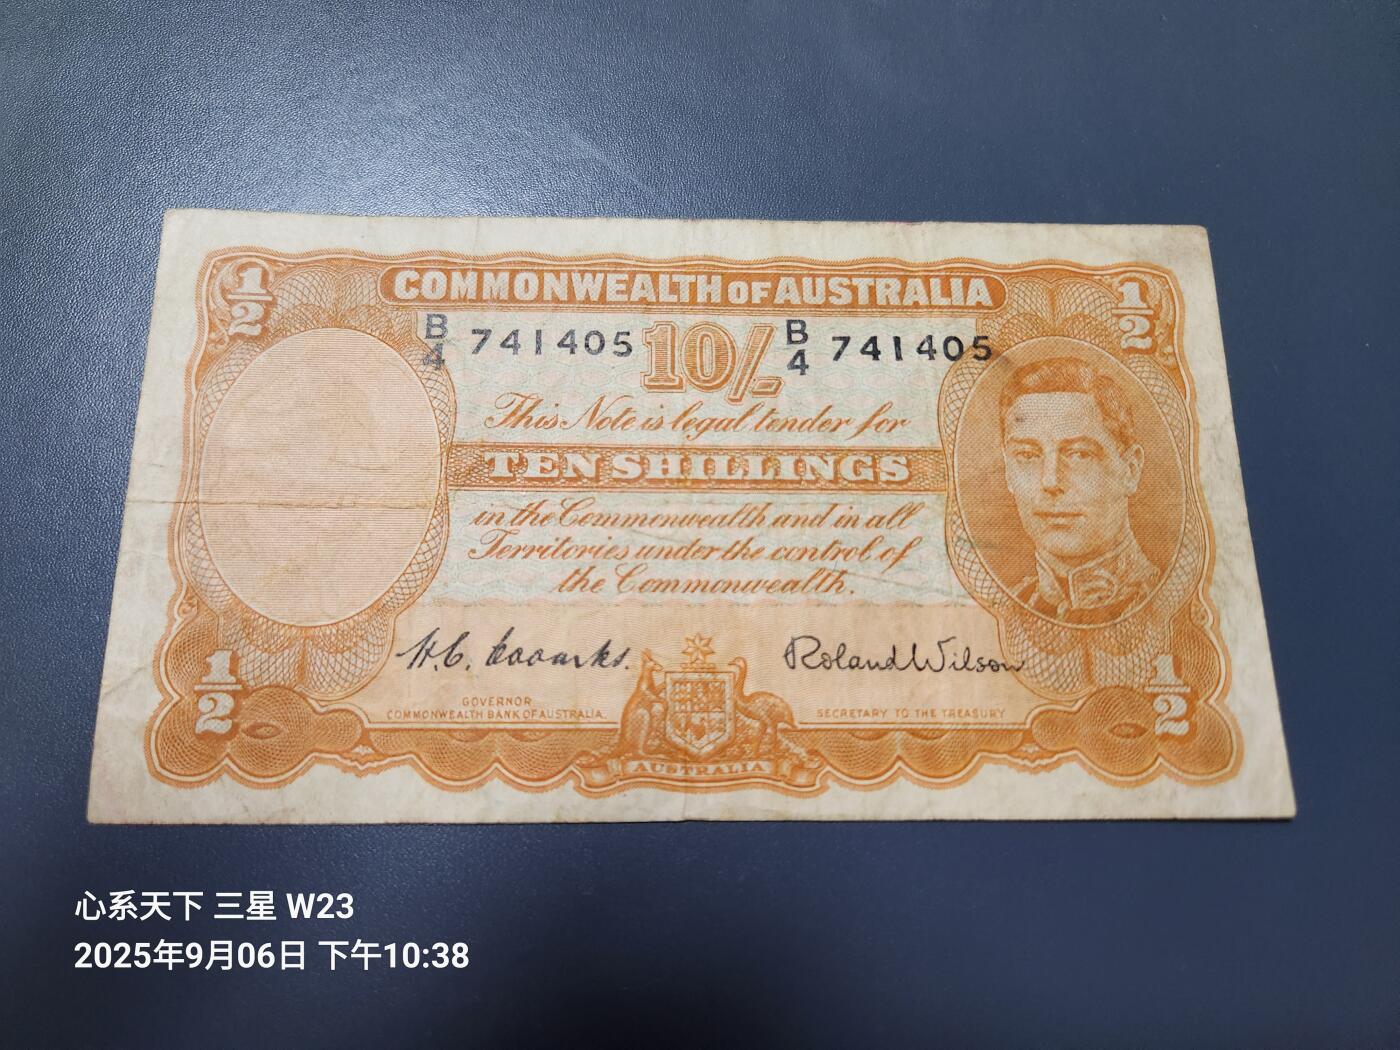 1/2
COMMONWEALTH OF AUSTRALIA
1/2
B/4 741405 10/- B/4 741405
This Note is legal tender for
TEN SHILLINGS
in the Commonwealth and in all
Territories under the control of
the Commonwealth.
H.C. Coombs. Roland Wilson
GOVERNOR
COMMONWEALTH BANK OF AUSTRALIA SECRETARY TO THE TREASURY
1/2
1/2
AUSTRALIA
心系天下 三星 W23
2025年9月06日 下午10:38